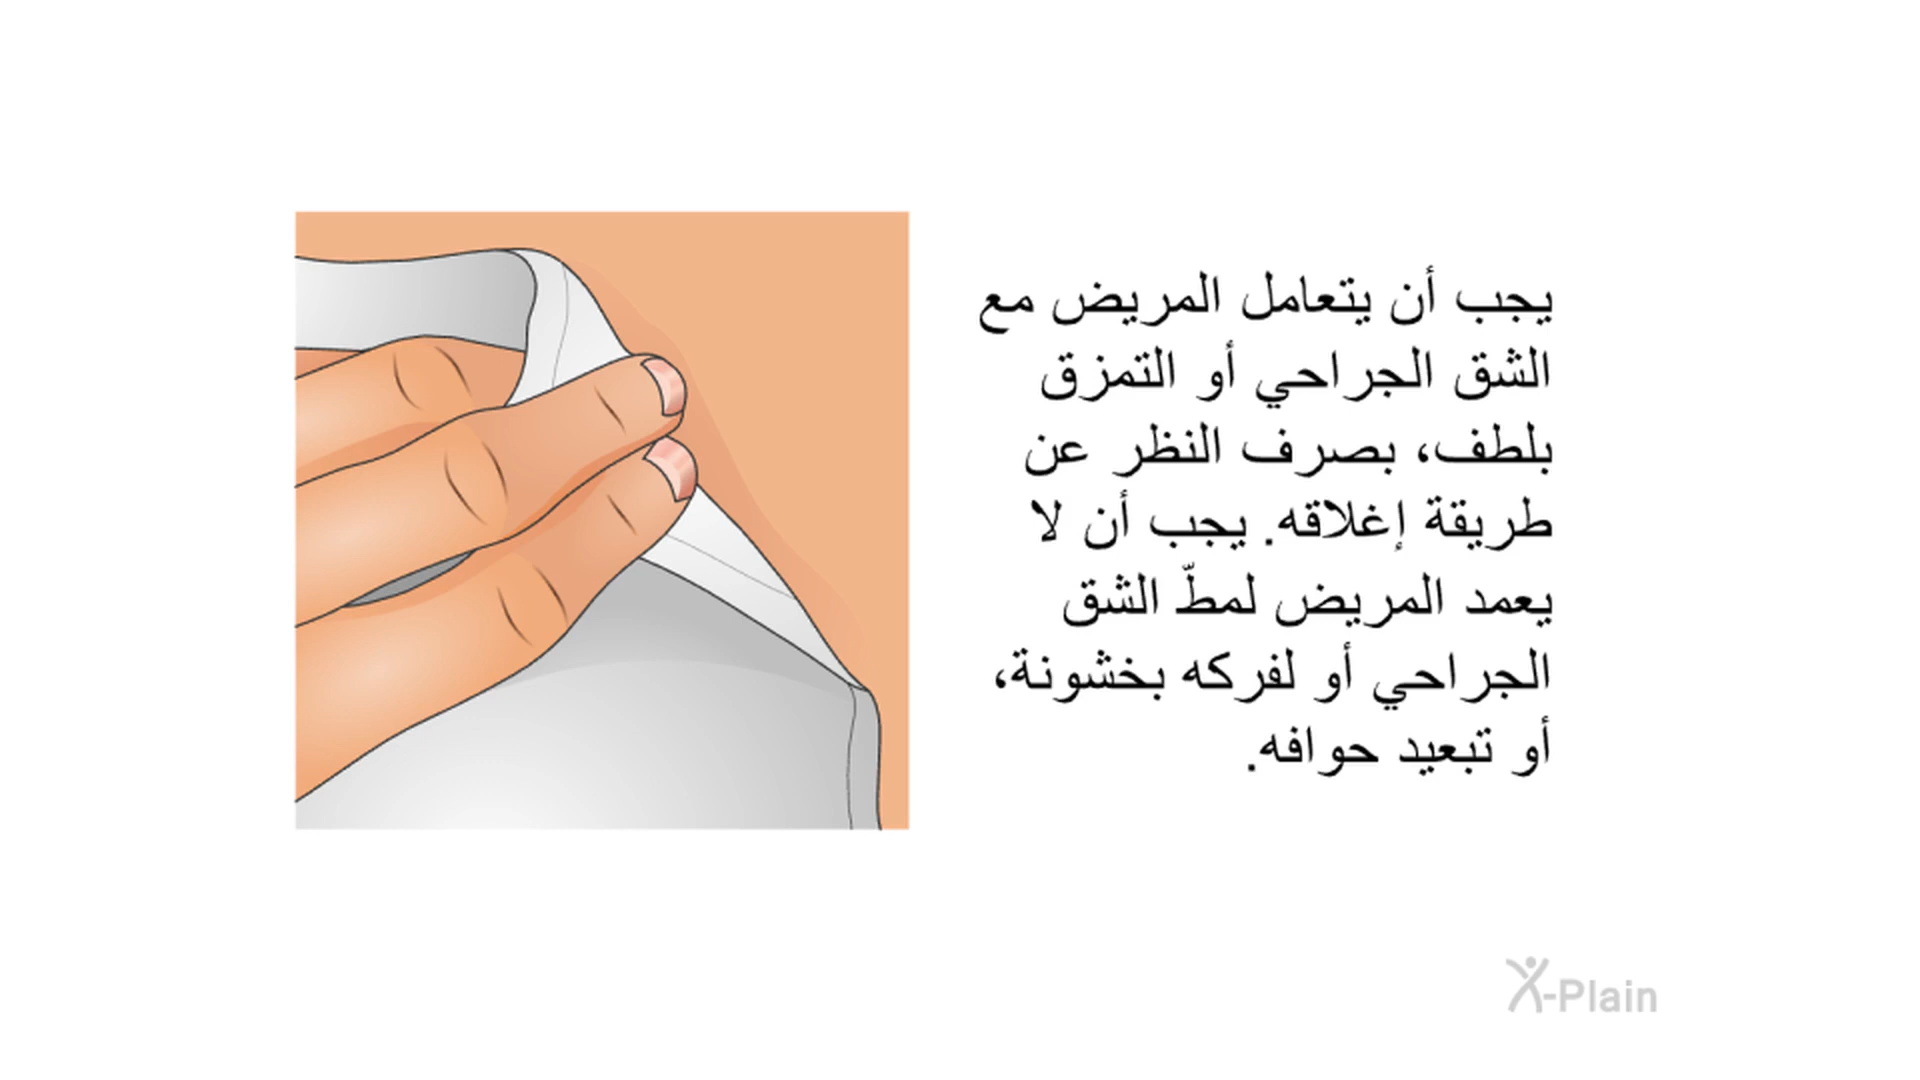 يجب أن يتعامل المريض مع
الشق الجراحي أو التمزق
بلطف، بصرف النظر عن
طريقة إغلاقه. يجب أن لا
يعمد المريض لمطّ الشق
الجراحي أو لفركه بخشونة،
أو تبعيد حوافه.
X-Plain